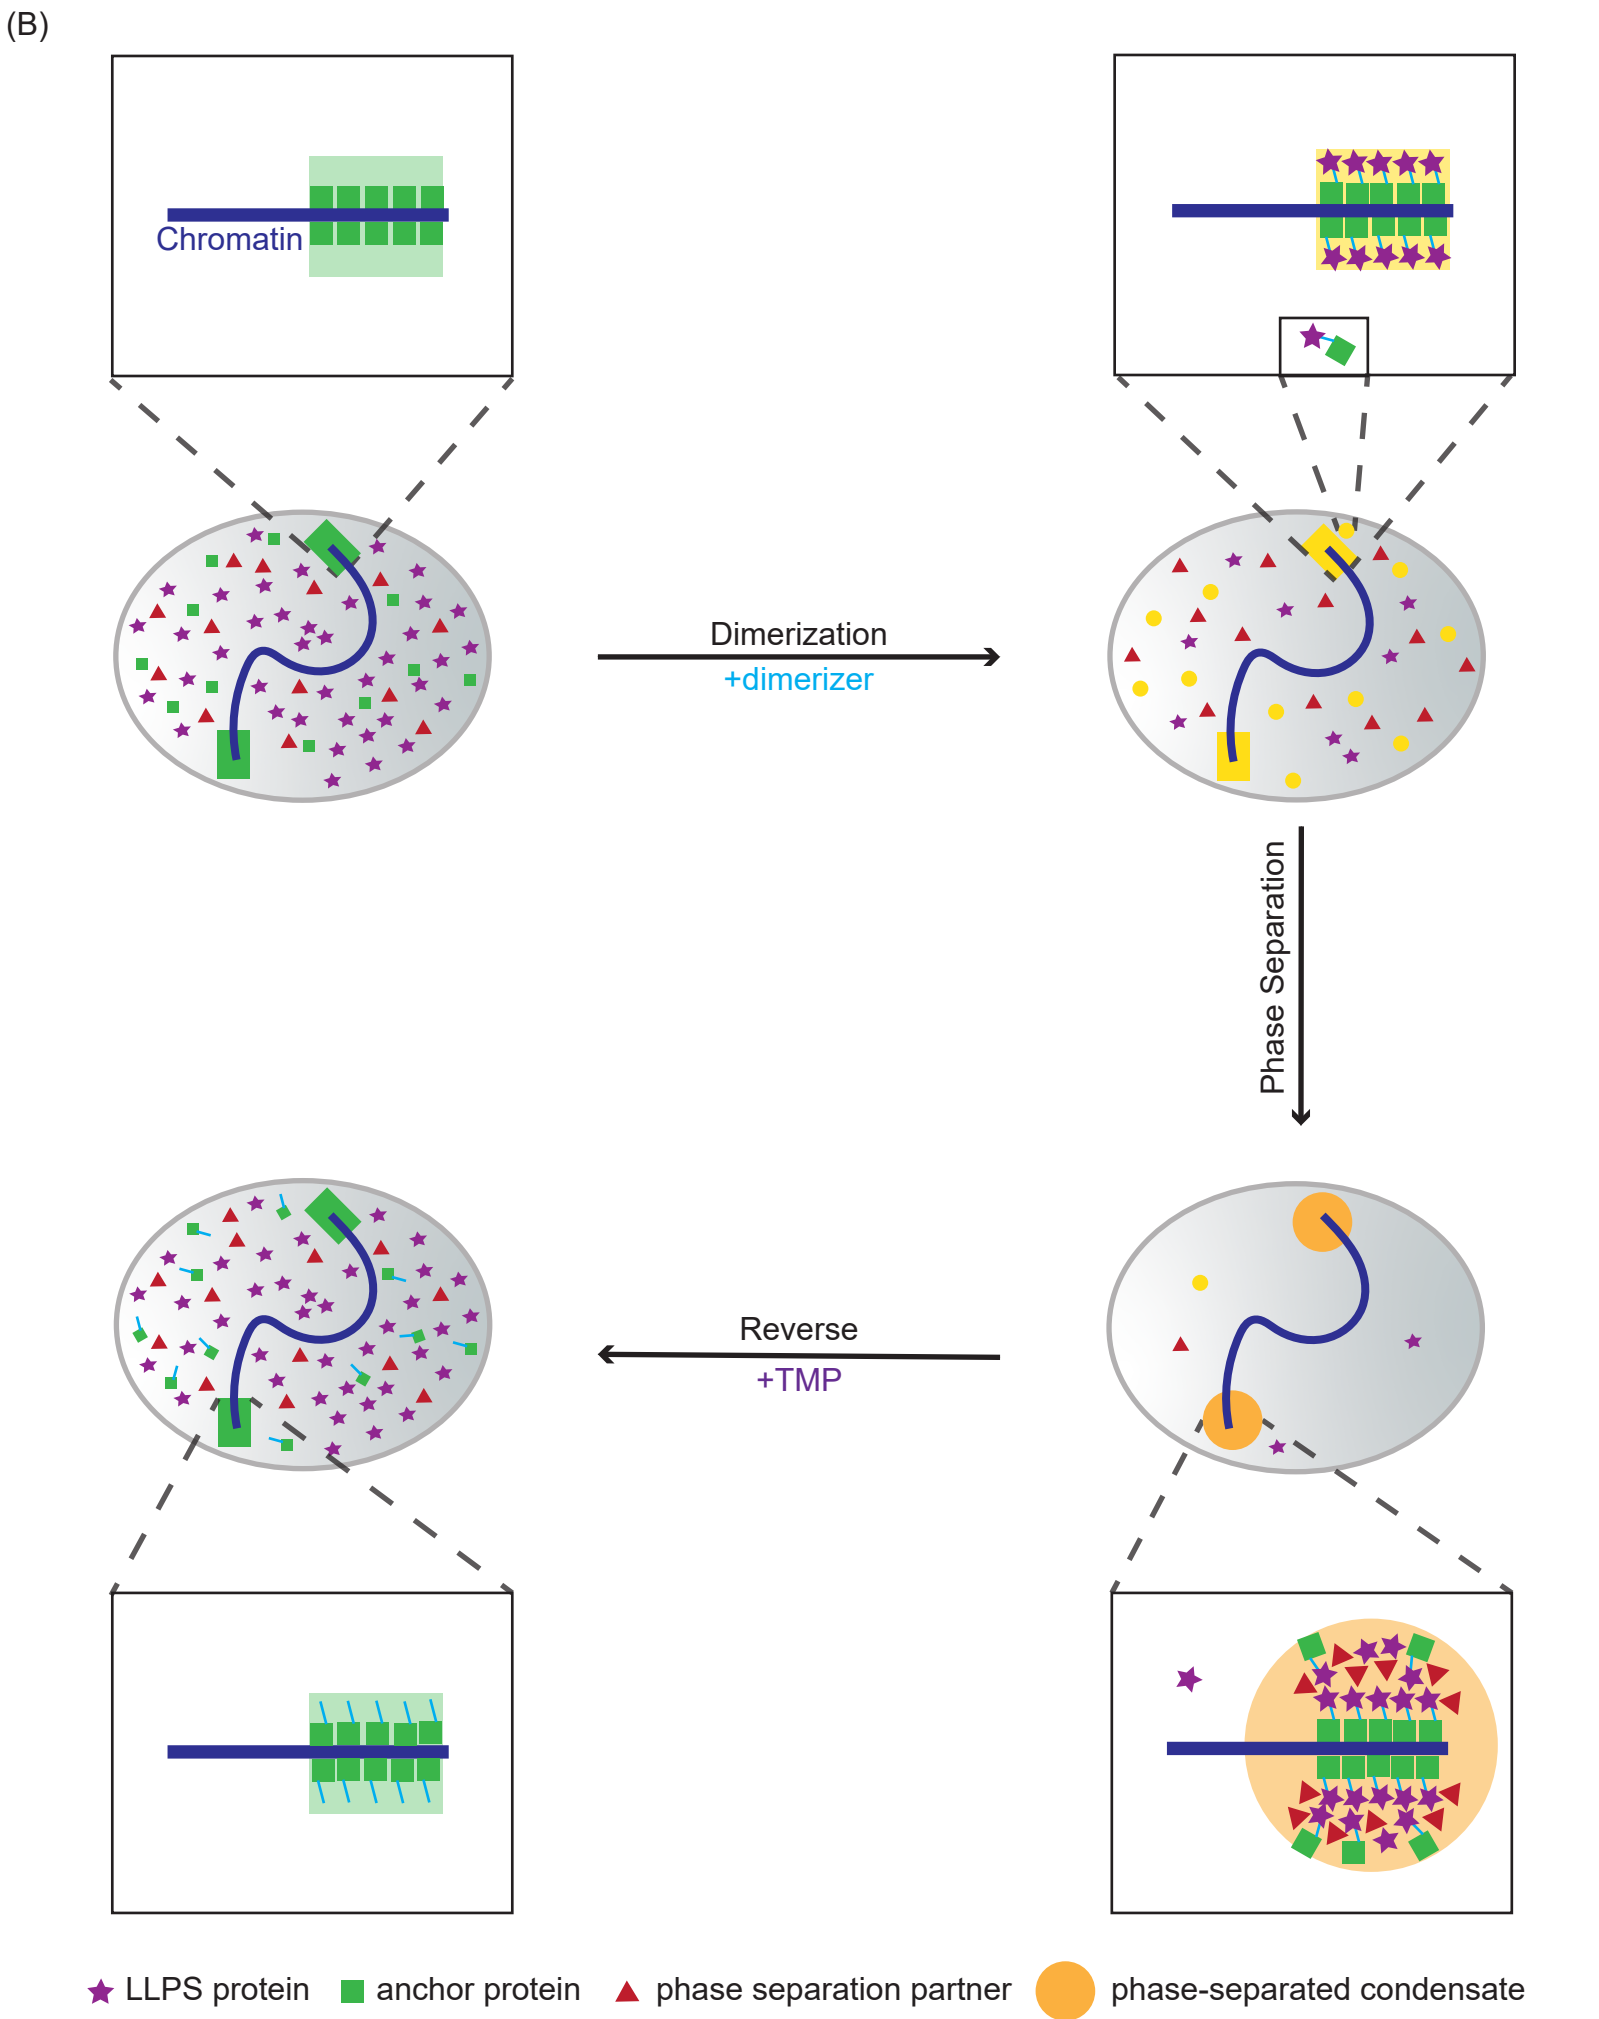 (B)
Chromatin
Dimerization
+dimerizer
Phase Separation
Reverse
+TMP
LLPS protein anchor protein phase separation partner phase-separated condensate